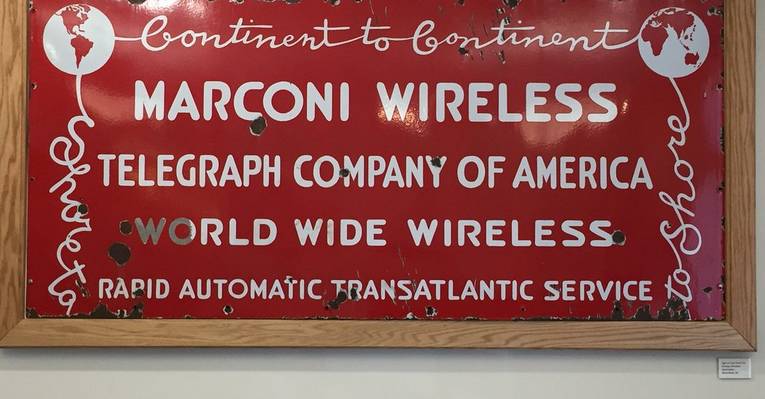 Continent to Continent
MARCONI WIRELESS
TELEGRAPH COMPANY OF AMERICA
WORLD WIDE WIRELESS
RAPID AUTOMATIC TRANSATLANTIC SERVICE
Shore to
to Shore